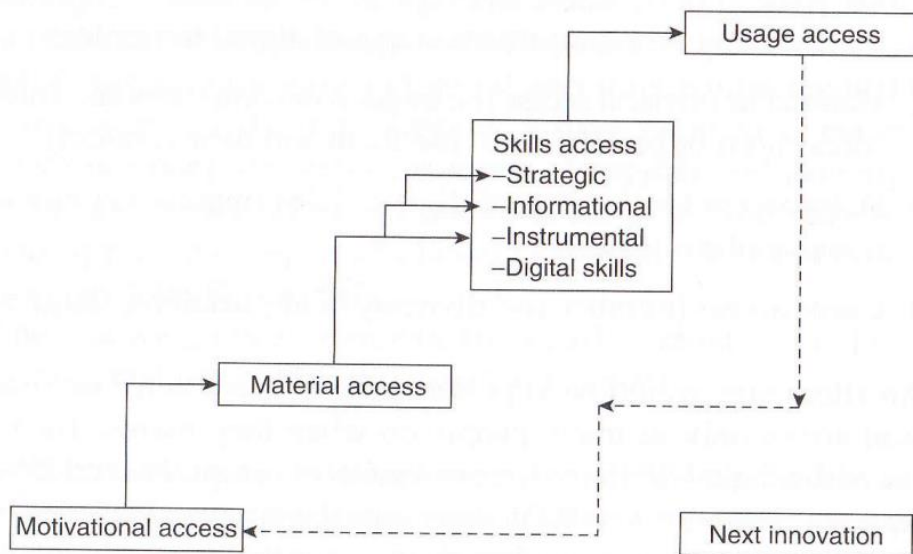 Usage access
Skills access
–Strategic
–Informational
–Instrumental
–Digital skills
Material access
Motivational access
Next innovation